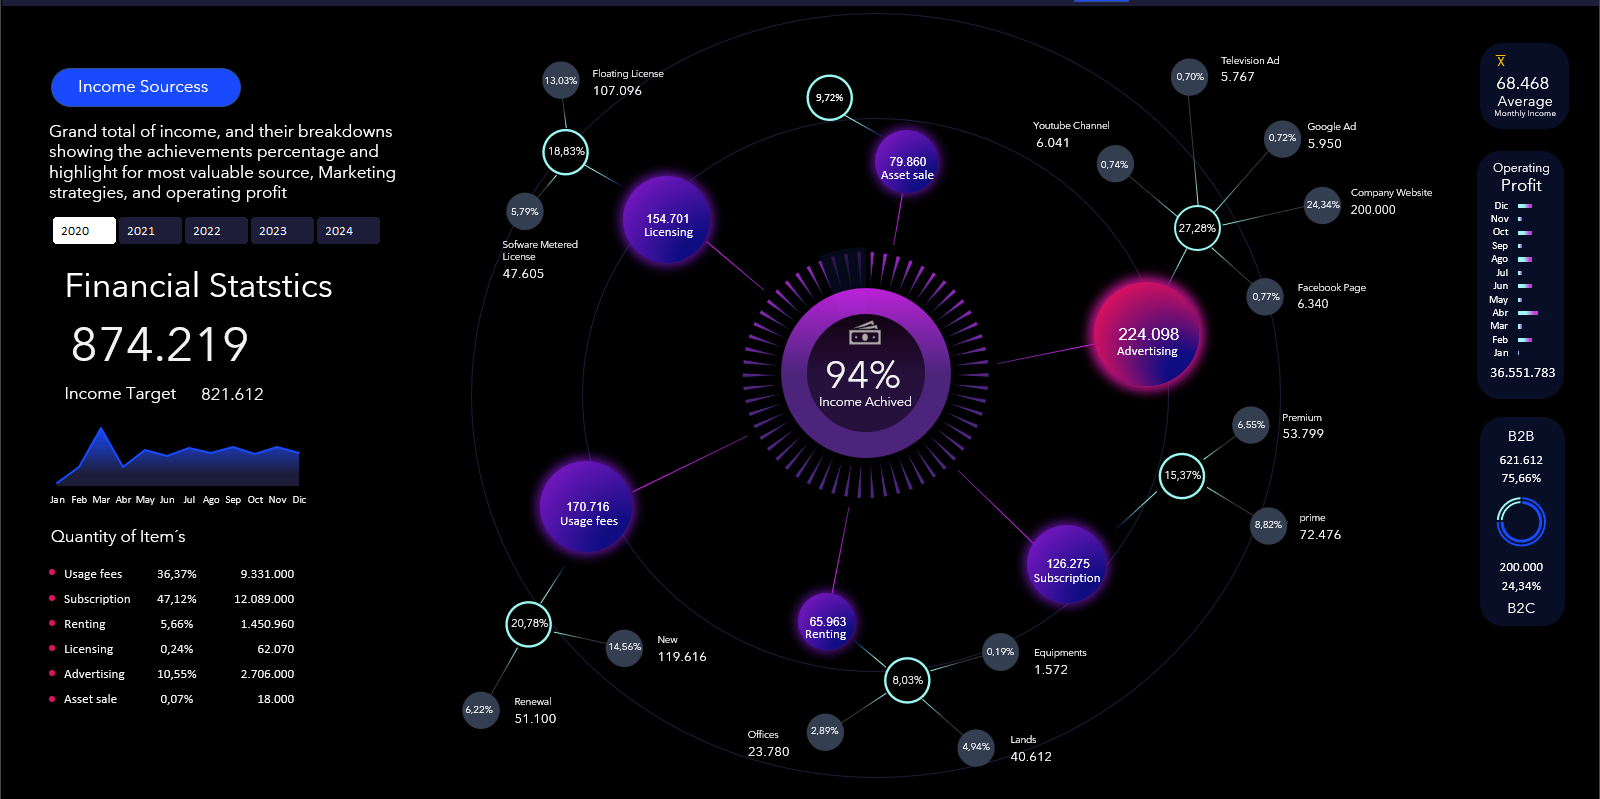 Income Sourcess
Grand total of income, and their breakdowns
showing the achievements percentage and
highlight for most valuable source, Marketing
strategies, and operating profit
2020
2021
2022
2023
2024
Financial Statstics
874.219
Income Target 821.612
Jan Feb Mar Abr May Jun Jul Ago Sep Oct Nov Dic
Quantity of Item´s
Usage fees 36,37% 9.331.000
Subscription 47,12% 12.089.000
Renting 5,66% 1.450.960
Licensing 0,24% 62.070
Advertising 10,55% 2.706.000
Asset sale 0,07% 18.000
13,03%
Floating License
107.096
18,83%
5,79%
Sofware Metered
License
47.605
154.701
Licensing
9,72%
79.860
Asset sale
94%
Income Achived
0,70%
Television Ad
5.767
Youtube Channel
6.041
0,74%
0,72%
Google Ad
5.950
24,34%
Company Website
200.000
27,28%
0,77%
Facebook Page
6.340
224.098
Advertising
6,55%
Premium
53.799
15,37%
8,82%
prime
72.476
126.275
Subscription
170.716
Usage fees
20,78%
14,56%
New
119.616
6,22%
Renewal
51.100
65.963
Renting
8,03%
0,19%
Equipments
1.572
2,89%
Offices
23.780
4,94%
Lands
40.612
X
68.468
Average
Monthly Income
Operating
Profit
Dic
Nov
Oct
Sep
Ago
Jul
Jun
May
Abr
Mar
Feb
Jan
36.551.783
B2B
621.612
75,66%
200.000
24,34%
B2C